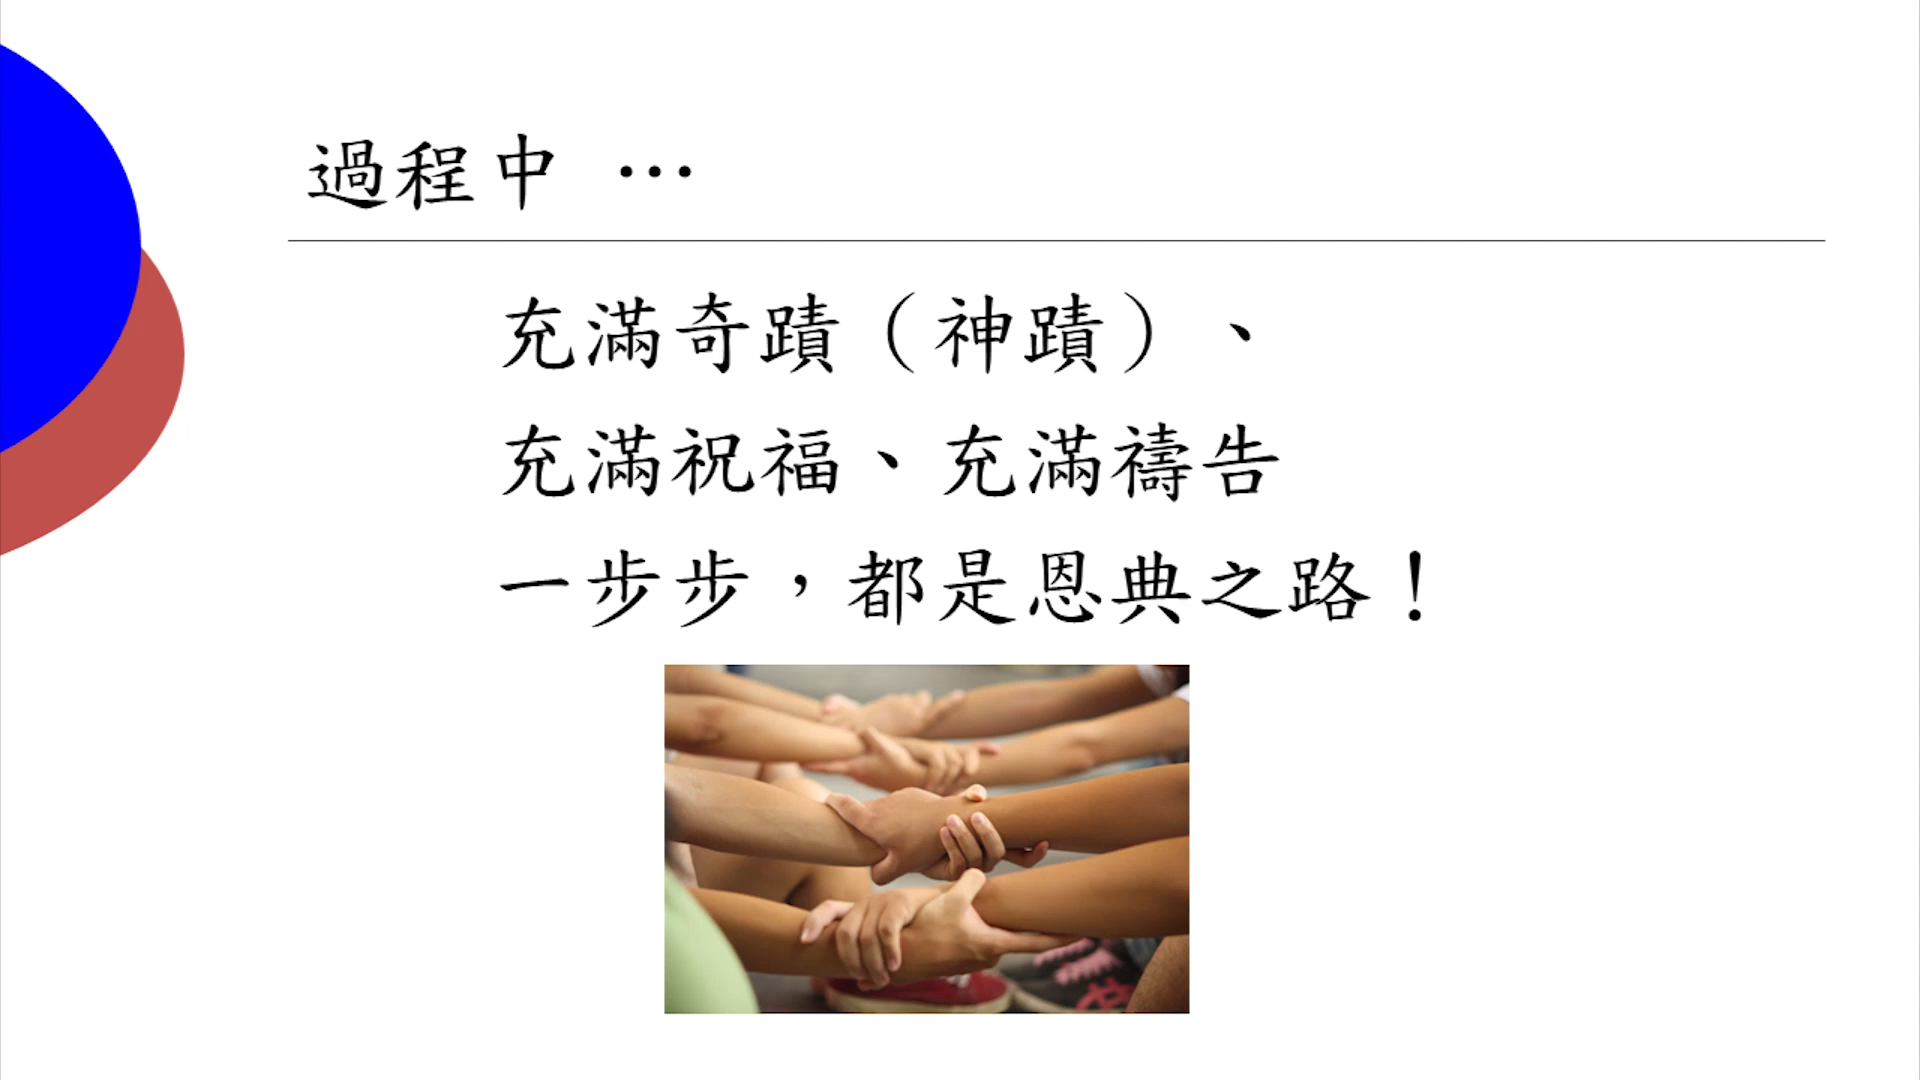 過程中 …
充滿奇蹟（神蹟）、
充滿祝福、充滿禱告
一步步，都是恩典之路！